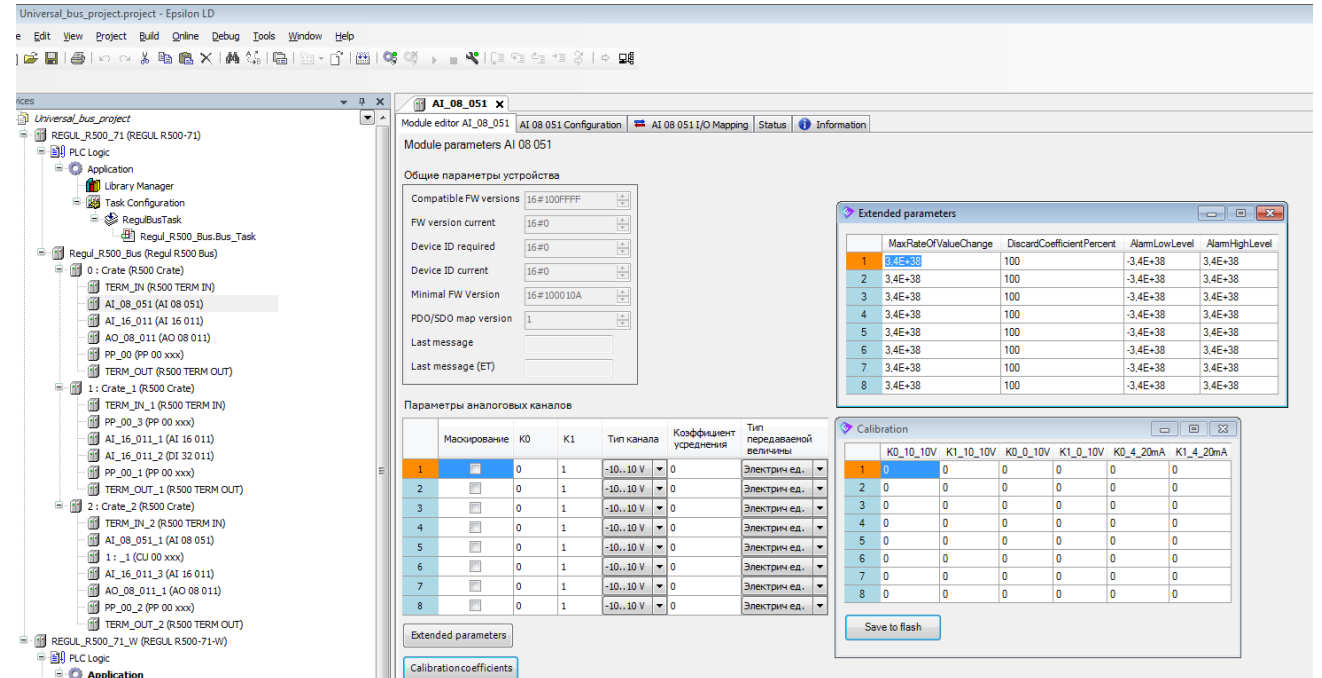 Universal_bus_project.project - Epsilon LD
e Edit View Project Build Online Debug Tools Window Help
ices
Universal_bus_project
REGUL_R500_71 (REGUL R500-71)
PLC Logic
Application
Library Manager
Task Configuration
RegulBusTask
Regul_R500_Bus.Bus_Task
Regul_R500_Bus (Regul R500 Bus)
0 : Crate (R500 Crate)
TERM_IN (R500 TERM IN)
AI_08_051 (AI 08 051)
AI_16_011 (AI 16 011)
AO_08_011 (AO 08 011)
PP_00 (PP 00 xxx)
TERM_OUT (R500 TERM OUT)
1 : Crate_1 (R500 Crate)
TERM_IN_1 (R500 TERM IN)
PP_00_3 (PP 00 xxx)
AI_16_011_1 (AI 16 011)
AI_16_011_2 (DI 32 011)
PP_00_1 (PP 00 xxx)
TERM_OUT_1 (R500 TERM OUT)
2 : Crate_2 (R500 Crate)
TERM_IN_2 (R500 TERM IN)
AI_08_051_1 (AI 08 051)
1 : _1 (CU 00 xxx)
AI_16_011_3 (AI 16 011)
AO_08_011_1 (AO 08 011)
PP_00_2 (PP 00 xxx)
TERM_OUT_2 (R500 TERM OUT)
REGUL_R500_71_W (REGUL R500-71-W)
PLC Logic
Application
AI_08_051 x
Module editor AI_08_051 AI 08 051 Configuration AI 08 051 I/O Mapping Status Information
Module parameters AI 08 051
Общие параметры устройства
Compatible FW versions 16#100FFFF
FW version current 16#0
Device ID required 16#0
Device ID current 16#0
Minimal FW Version 16#100010A
PDO/SDO map version 1
Last message
Last message (ET)
Параметры аналоговых каналов
Маскирование K0 K1 Тип канала Коэффициент усреднения Тип передаваемой величины
1 0 1 -10..10 V 0 Электрич ед.
2 0 1 -10..10 V 0 Электрич ед.
3 0 1 -10..10 V 0 Электрич ед.
4 0 1 -10..10 V 0 Электрич ед.
5 0 1 -10..10 V 0 Электрич ед.
6 0 1 -10..10 V 0 Электрич ед.
7 0 1 -10..10 V 0 Электрич ед.
8 0 1 -10..10 V 0 Электрич ед.
Extended parameters
Calibration coefficients
Extended parameters
MaxRateOfValueChange DiscardCoefficientPercent AlarmLowLevel AlarmHighLevel
1 3,4E+38 100 -3,4E+38 3,4E+38
2 3,4E+38 100 -3,4E+38 3,4E+38
3 3,4E+38 100 -3,4E+38 3,4E+38
4 3,4E+38 100 -3,4E+38 3,4E+38
5 3,4E+38 100 -3,4E+38 3,4E+38
6 3,4E+38 100 -3,4E+38 3,4E+38
7 3,4E+38 100 -3,4E+38 3,4E+38
8 3,4E+38 100 -3,4E+38 3,4E+38
Calibration
K0_10_10V K1_10_10V K0_0_10V K1_0_10V K0_4_20mA K1_4_20mA
1 0 0 0 0 0 0
2 0 0 0 0 0 0
3 0 0 0 0 0 0
4 0 0 0 0 0 0
5 0 0 0 0 0 0
6 0 0 0 0 0 0
7 0 0 0 0 0 0
8 0 0 0 0 0 0
Save to flash